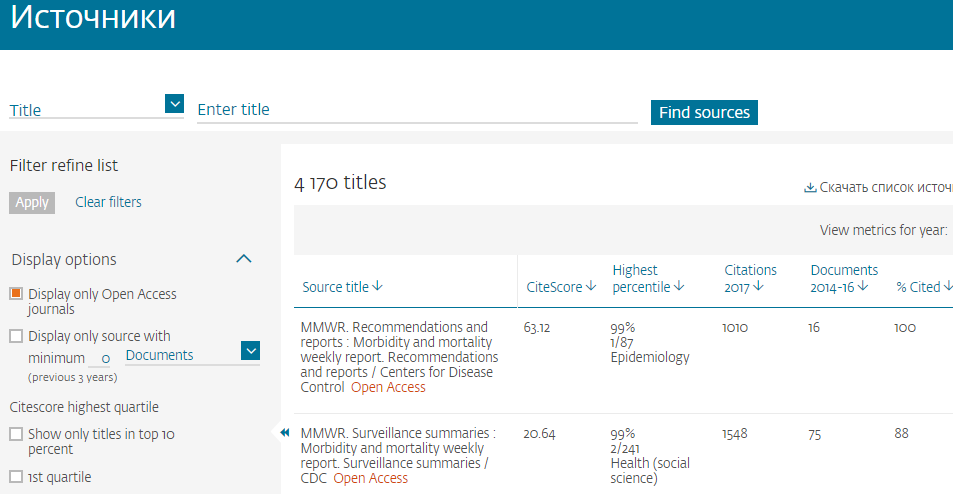 Источники
Title
Enter title
Find sources
Filter refine list
Apply
Clear filters
Display options
Display only Open Access
journals
Display only source with
minimum 0 Documents
(previous 3 years)
Citescore highest quartile
Show only titles in top 10
percent
1st quartile
4 170 titles
Скачать список
View metrics for year:
Source title
CiteScore
Highest
percentile
Citations
2017
Documents
2014-16
% Cited
MMWR. Recommendations and
reports : Morbidity and mortality
weekly report. Recommendations
and reports / Centers for Disease
Control Open Access
63.12
99%
1/87
Epidemiology
1010
16
100
MMWR. Surveillance summaries :
Morbidity and mortality weekly
report. Surveillance summaries /
CDC Open Access
20.64
99%
2/241
Health (social
science)
1548
75
88